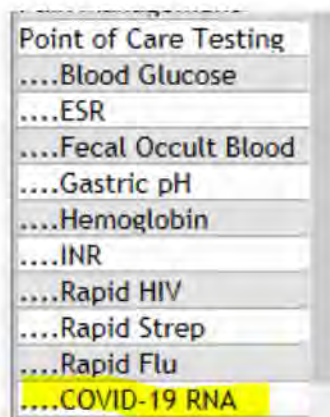 Point of Care Testing
....Blood Glucose
....ESR
....Fecal Occult Blood
....Gastric pH
....Hemoglobin
....INR
....Rapid HIV
....Rapid Strep
....Rapid Flu
....COVID-19 RNA